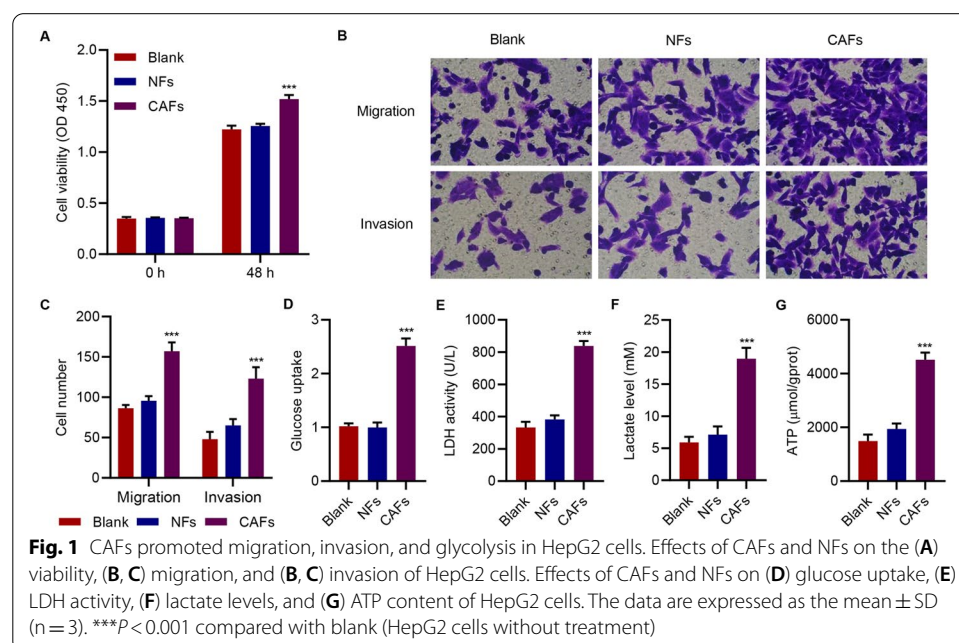 A
Blank
NFs
CAFs
Cell viability (OD 450)
2.0
1.5
1.0
0.5
0.0
***
0 h
48 h
B
Blank
NFs
CAFs
Migration
Invasion
C
Cell number
200
150
100
50
0
***
***
Migration
Invasion
Blank
NFs
CAFs
D
Glucose uptake
3
2
1
0
***
Blank
NFs
CAFs
E
LDH activity (U/L)
1000
800
600
400
200
0
***
Blank
NFs
CAFs
F
Lactate level (mM)
25
20
15
10
5
0
***
Blank
NFs
CAFs
G
ATP (μmol/gprot)
6000
4000
2000
0
***
Blank
NFs
CAFs
Fig. 1 CAFs promoted migration, invasion, and glycolysis in HepG2 cells. Effects of CAFs and NFs on the (A)
viability, (B, C) migration, and (B, C) invasion of HepG2 cells. Effects of CAFs and NFs on (D) glucose uptake, (E)
LDH activity, (F) lactate levels, and (G) ATP content of HepG2 cells. The data are expressed as the mean ± SD
(n = 3). ***P < 0.001 compared with blank (HepG2 cells without treatment)